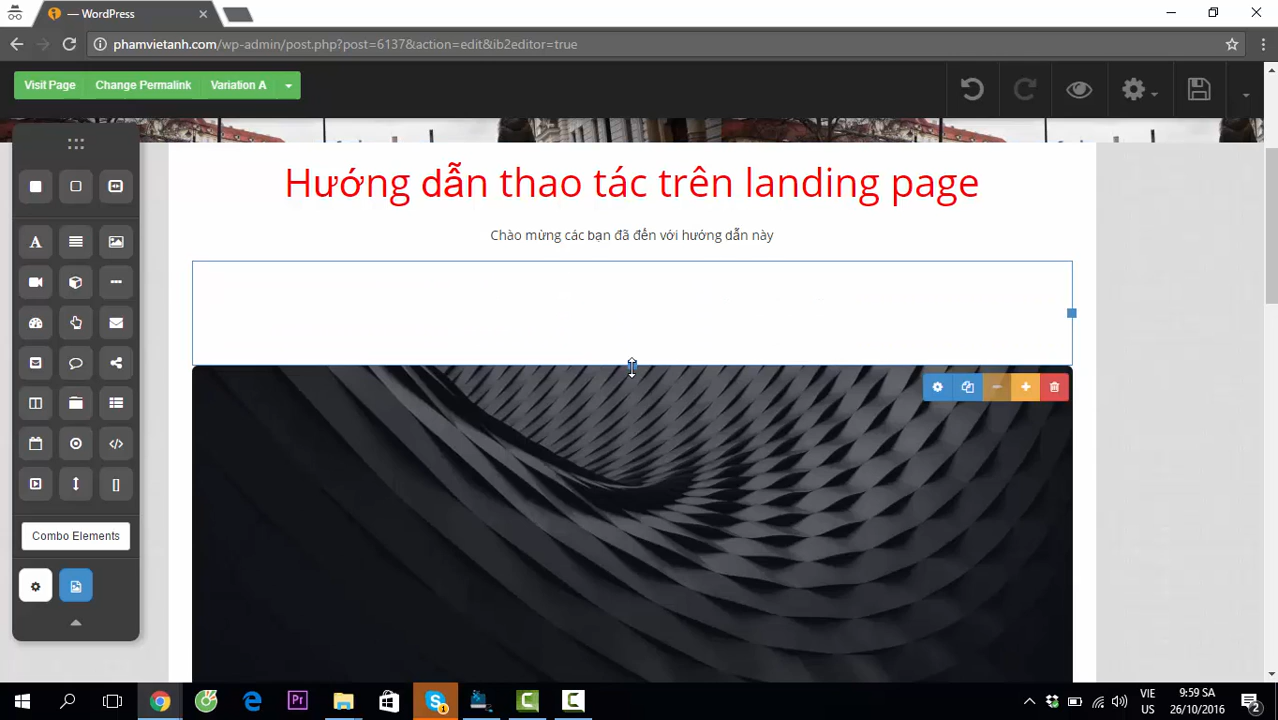 — WordPress
phamvietanh.com/wp-admin/post.php?post=6137&action=edit&ib2editor=true
Visit Page Change Permalink Variation A
Hướng dẫn thao tác trên landing page
Chào mừng các bạn đã đến với hướng dẫn này
Combo Elements
VIE 9:59 SA
US 26/10/2016